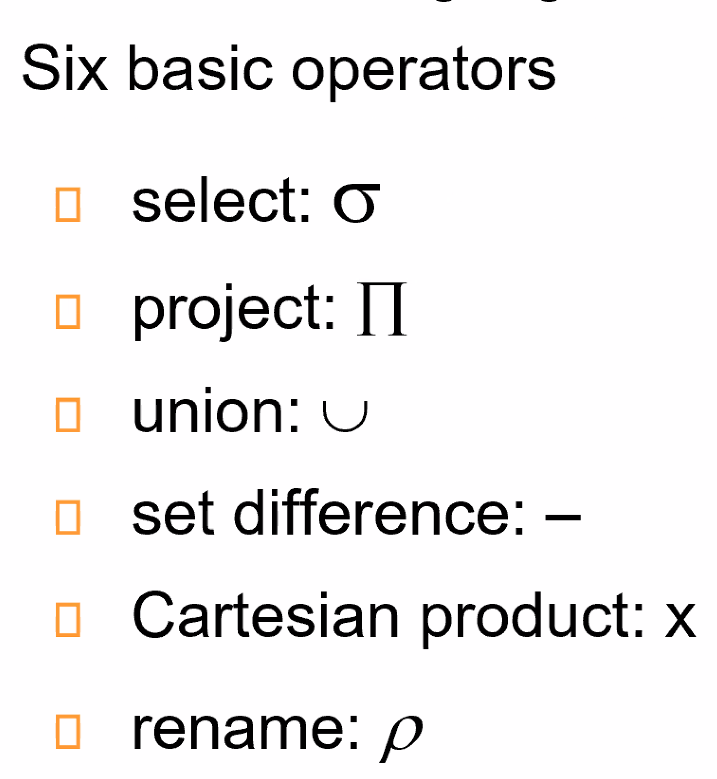 Six basic operators
select: σ
project: ∏
union: ∪
set difference: –
Cartesian product: x
rename: ρ